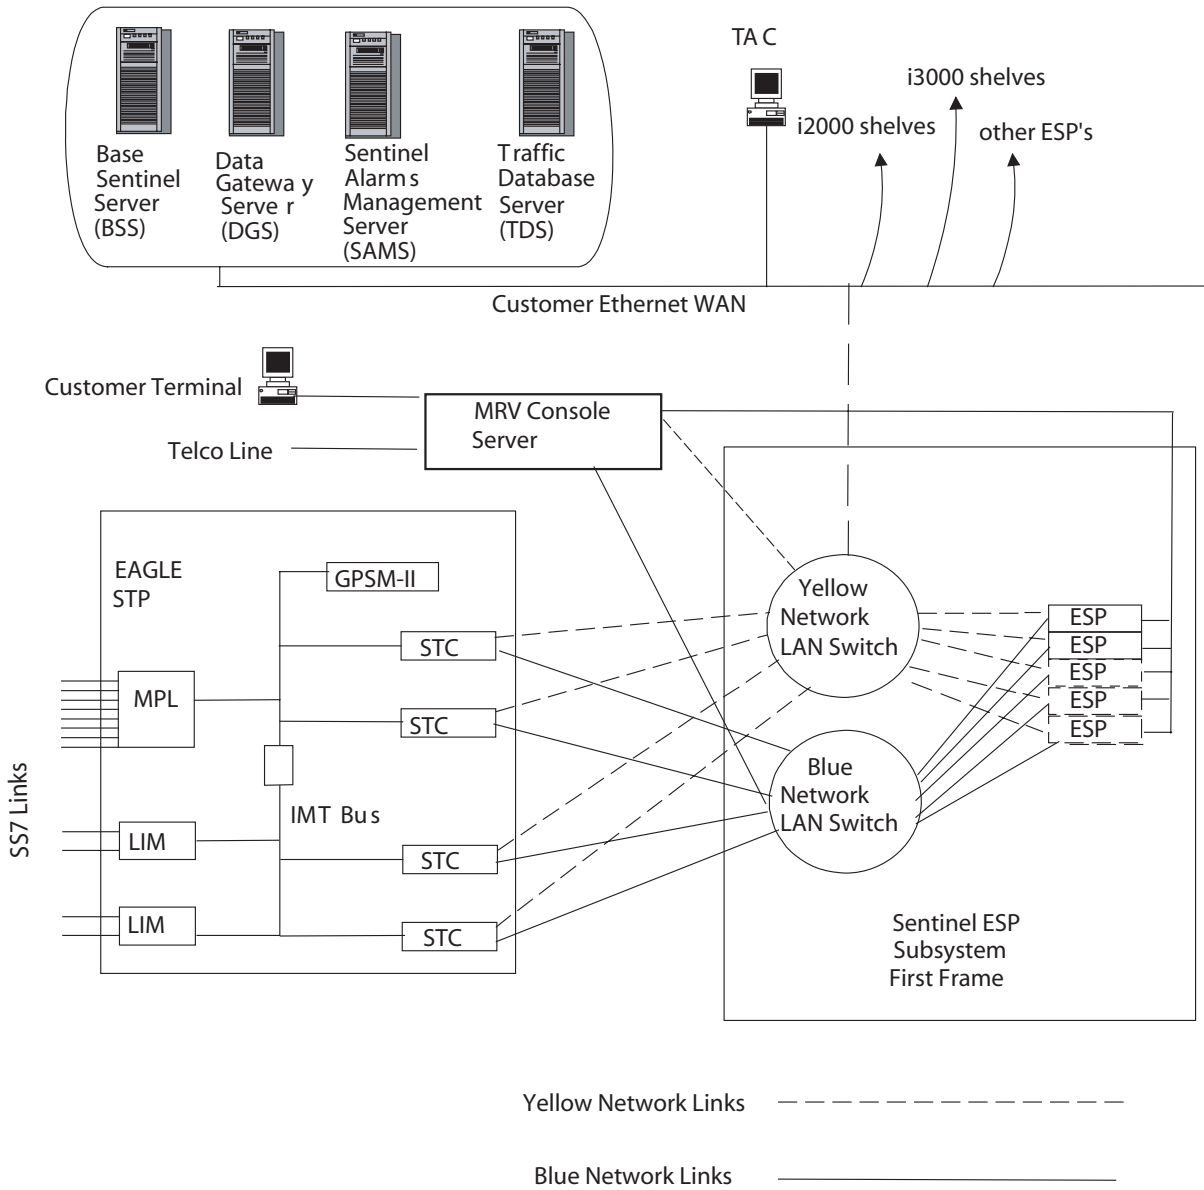 Base
Sentinel
Server
(BSS)
Data
Gatewa y
Serve r
(DGS)
Sentinel
Alarm s
Management
Server
(SAMS)
T raffic
Database
Server
(TDS)
TA C
i3000 shelves
i2000 shelves
other ESP's
Customer Ethernet WAN
Customer Terminal
Telco Line
MRV Console
Server
EAGLE
STP
GPSM-II
STC
MPL
STC
IMT Bus
LIM
STC
LIM
STC
SS7 Links
Yellow
Network
LAN Switch
Blue
Network
LAN Switch
ESP
ESP
ESP
ESP
ESP
Sentinel ESP
Subsystem
First Frame
Yellow Network Links
Blue Network Links